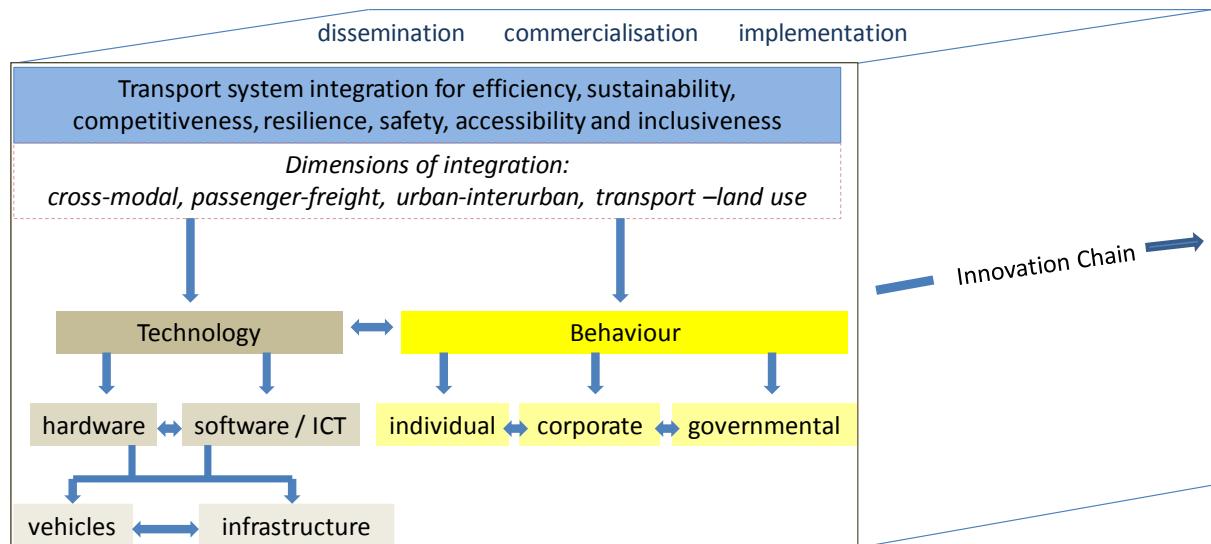 dissemination commercialisation implementation
Transport system integration for efficiency, sustainability,
competitiveness, resilience, safety, accessibility and inclusiveness
Dimensions of integration:
cross-modal, passenger-freight, urban-interurban, transport –land use
Innovation Chain
Technology Behaviour
hardware software / ICT individual corporate governmental
vehicles infrastructure